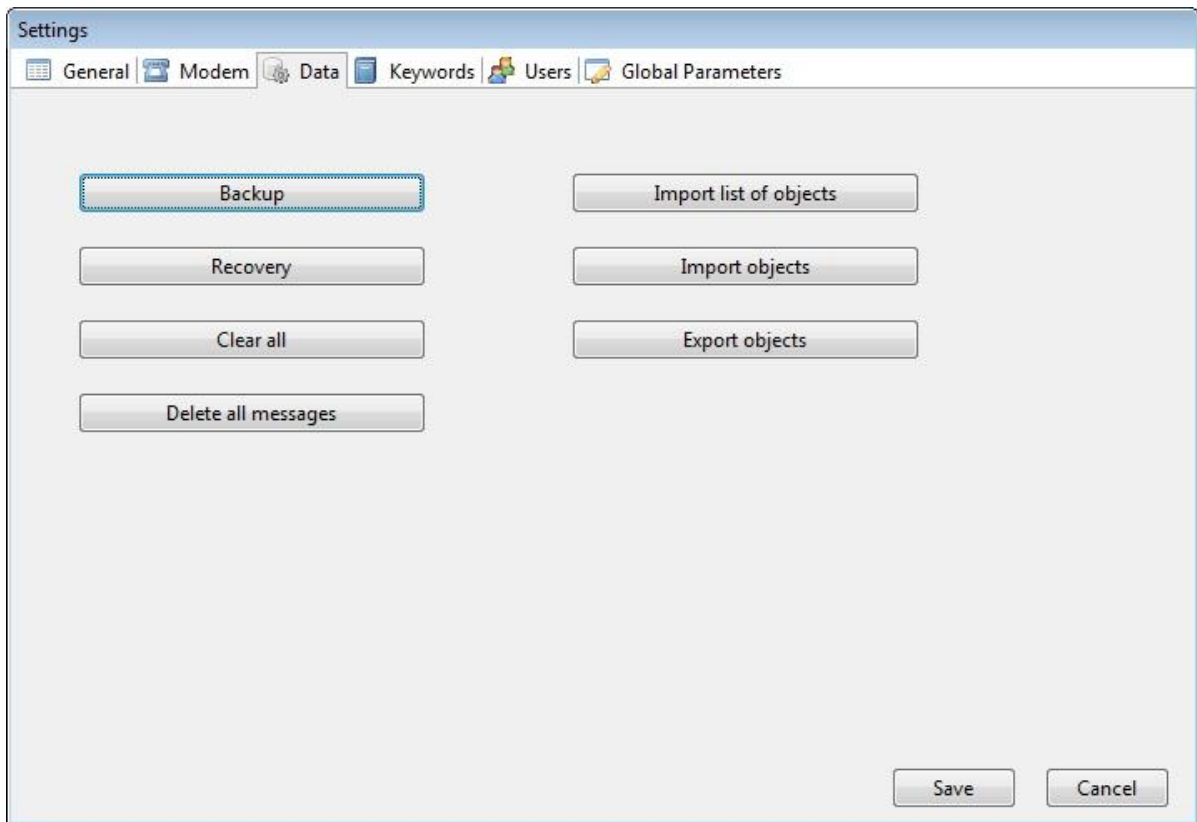 Settings
General Modem Data Keywords Users Global Parameters
Backup Import list of objects
Recovery Import objects
Clear all Export objects
Delete all messages
Save Cancel